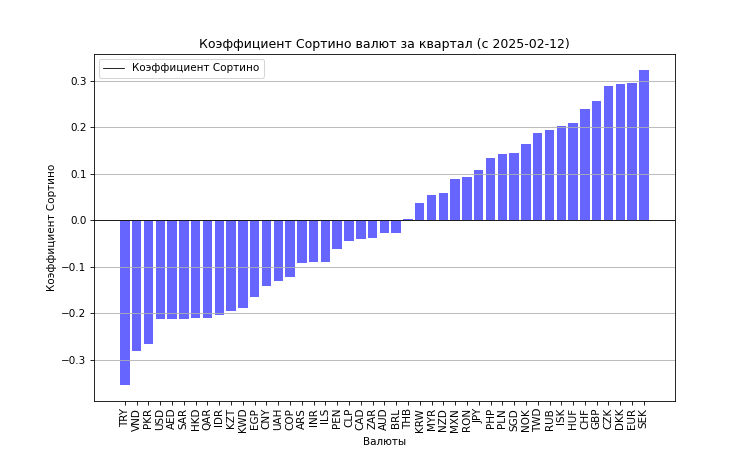 Коэффициент Сортино валют за квартал (с 2025-02-12)
Коэффициент Сортино
0.3
0.2
0.1
0.0
−0.1
−0.2
−0.3
Коэффициент Сортино
TRY
VND
PKR
USD
AED
SAR
HKD
QAR
IDR
KZT
KWD
EGP
CNY
UAH
COP
ARS
INR
ILS
PEN
CLP
CAD
ZAR
AUD
BRL
THB
KRW
MYR
NZD
MXN
RON
JPY
PHP
PLN
SGD
NOK
TWD
RUB
ISK
HUF
CHF
GBP
CZK
DKK
EUR
SEK
Валюты